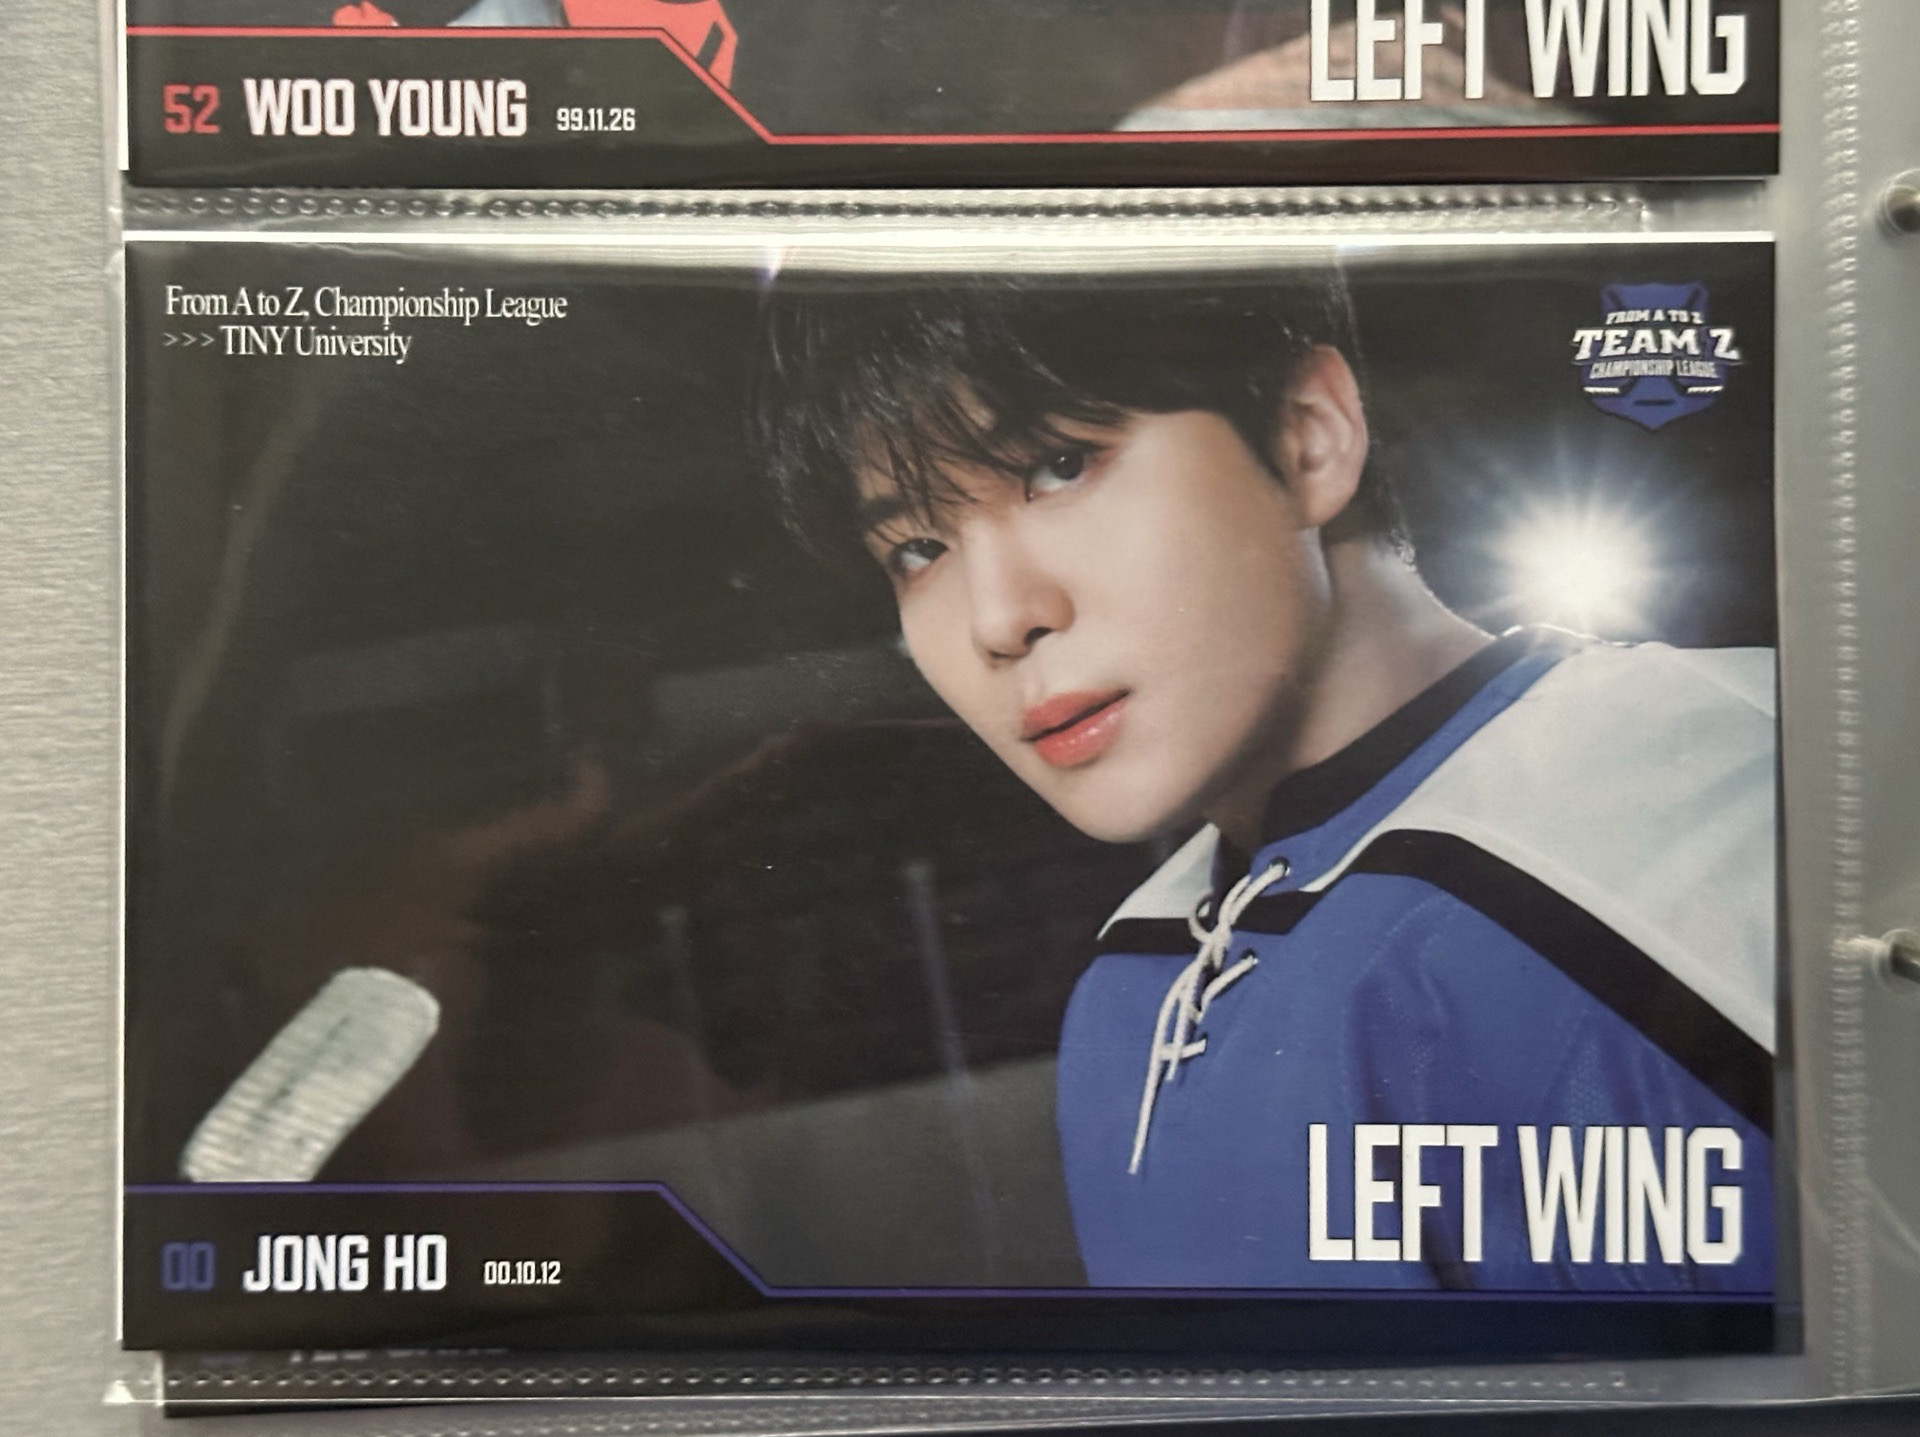 LEFT WING
52 WOO YOUNG 99.11.26
From A to Z, Championship League
>>> TINY University
FROM A TO Z
TEAM Z
CHAMPIONSHIP LEAGUE
LEFT WING
00 JONG HO 00.10.12